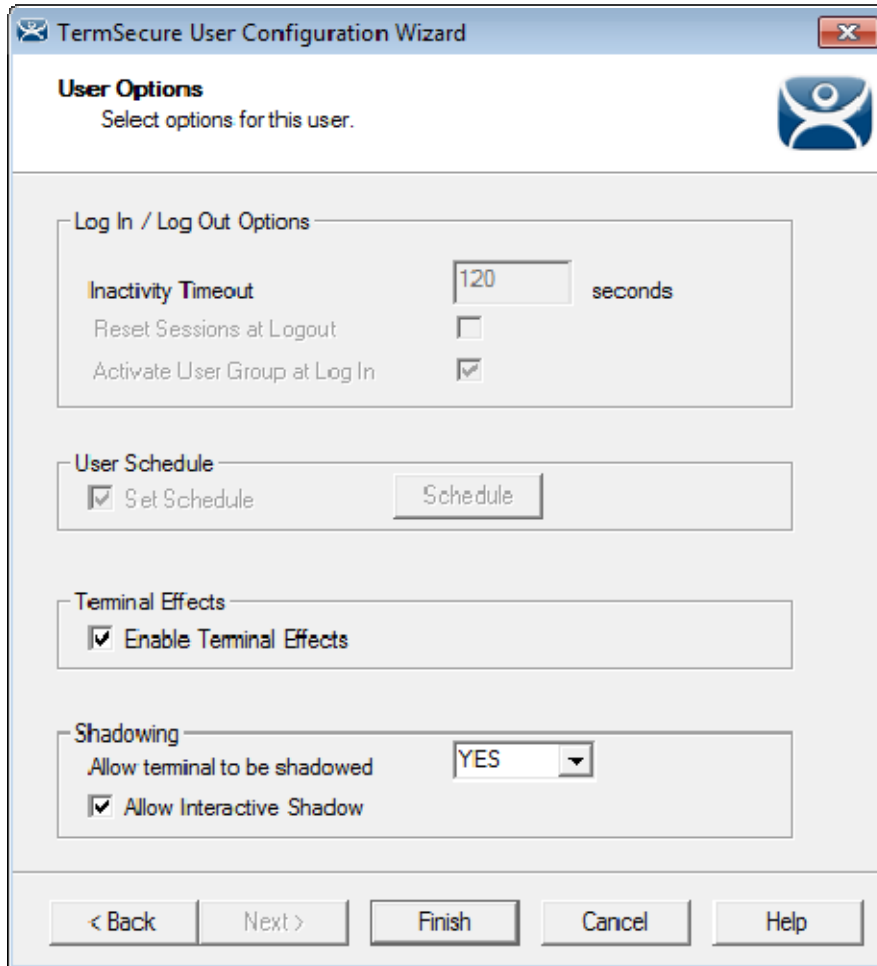 TermSecure User Configuration Wizard
User Options
Select options for this user.
Log In / Log Out Options
Inactivity Timeout 120 seconds
Reset Sessions at Logout
Activate User Group at Log In
User Schedule
Set Schedule Schedule
Terminal Effects
Enable Terminal Effects
Shadowing
Allow terminal to be shadowed YES
Allow Interactive Shadow
< Back Next > Finish Cancel Help